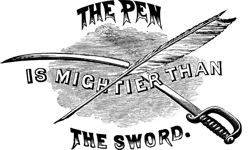 THE PEN
IS MIGHTIER THAN
THE SWORD.